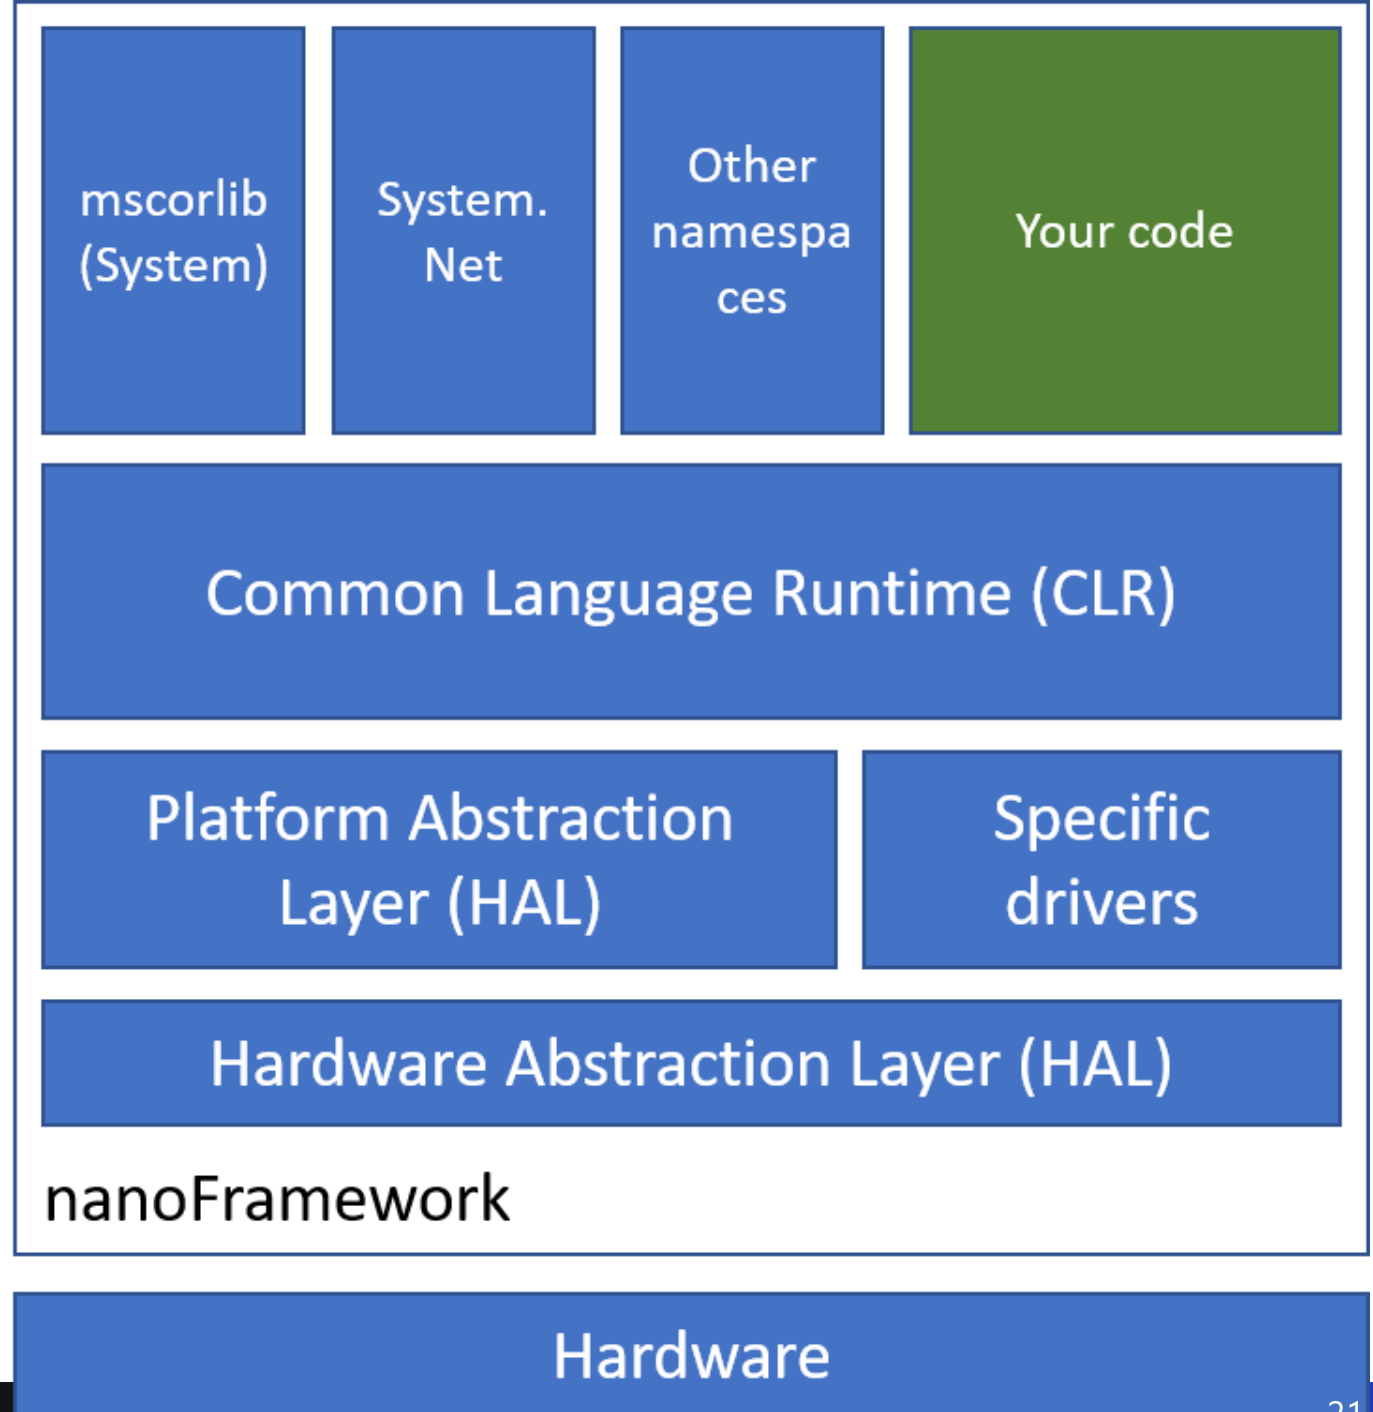 mscorlib
(System)
System.
Net
Other
namespa
ces
Your code
Common Language Runtime (CLR)
Platform Abstraction
Layer (HAL)
Specific
drivers
Hardware Abstraction Layer (HAL)
nanoFramework
Hardware
21